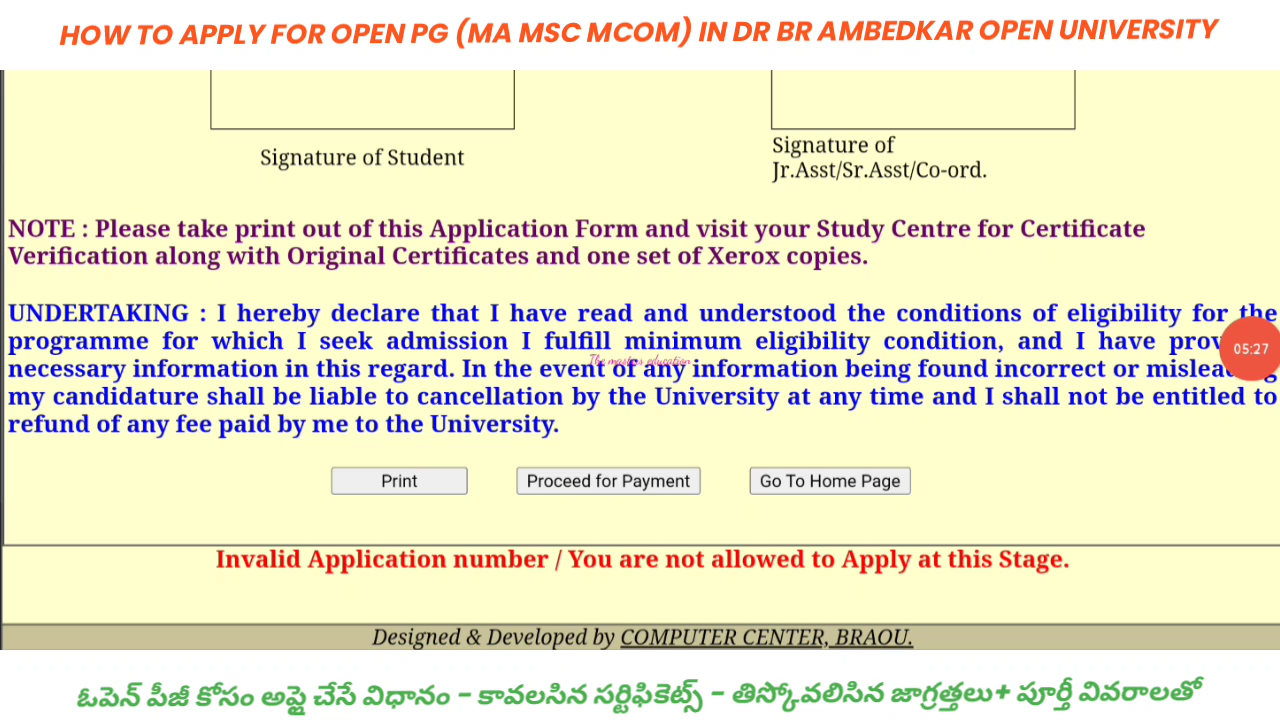 HOW TO APPLY FOR OPEN PG (MA MSC MCOM) IN DR BR AMBEDKAR OPEN UNIVERSITY
Signature of Student
Signature of
Jr.Asst/Sr.Asst/Co-ord.
NOTE : Please take print out of this Application Form and visit your Study Centre for Certificate
Verification along with Original Certificates and one set of Xerox copies.
UNDERTAKING : I hereby declare that I have read and understood the conditions of eligibility for the
programme for which I seek admission I fulfill minimum eligibility condition, and I have
05:27
The masters education
necessary information in this regard. In the event of any information being found incorrect or
my candidature shall be liable to cancellation by the University at any time and I shall not be entitled to
refund of any fee paid by me to the University.
Print Proceed for Payment Go To Home Page
Invalid Application number / You are not allowed to Apply at this Stage.
Designed & Developed by COMPUTER CENTER, BRAOU.
ఓపెన్ పీజీ కోసం అప్లై చేసే విధానం - కావలసిన సర్టిఫికెట్స్ - తిస్కోవలిసిన జాగ్రత్తలు+ పూర్తీ వివరాలతో